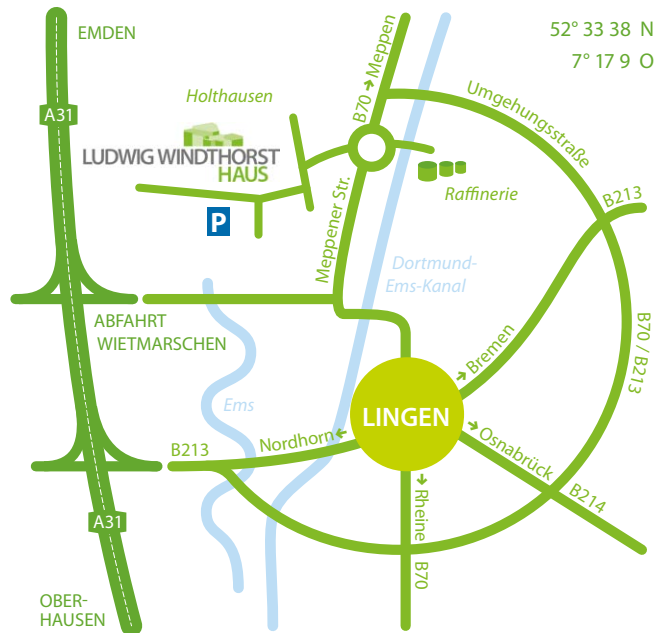 EMDEN
52° 33 38 N
7° 17 9 O
A31
Holthausen
B70 → Meppen
Umgehungsstraße
LUDWIG WINDTHORST
HAUS
Raffinerie
B213
P
Meppener Str.
Dortmund-
Ems-Kanal
ABFAHRT
WIETMARSCHEN
B70 / B213
→ Bremen
Ems
LINGEN
B213
Nordhorn ←
→ Osnabrück
B214
→ Rheine
B70
A31
OBER-
HAUSEN